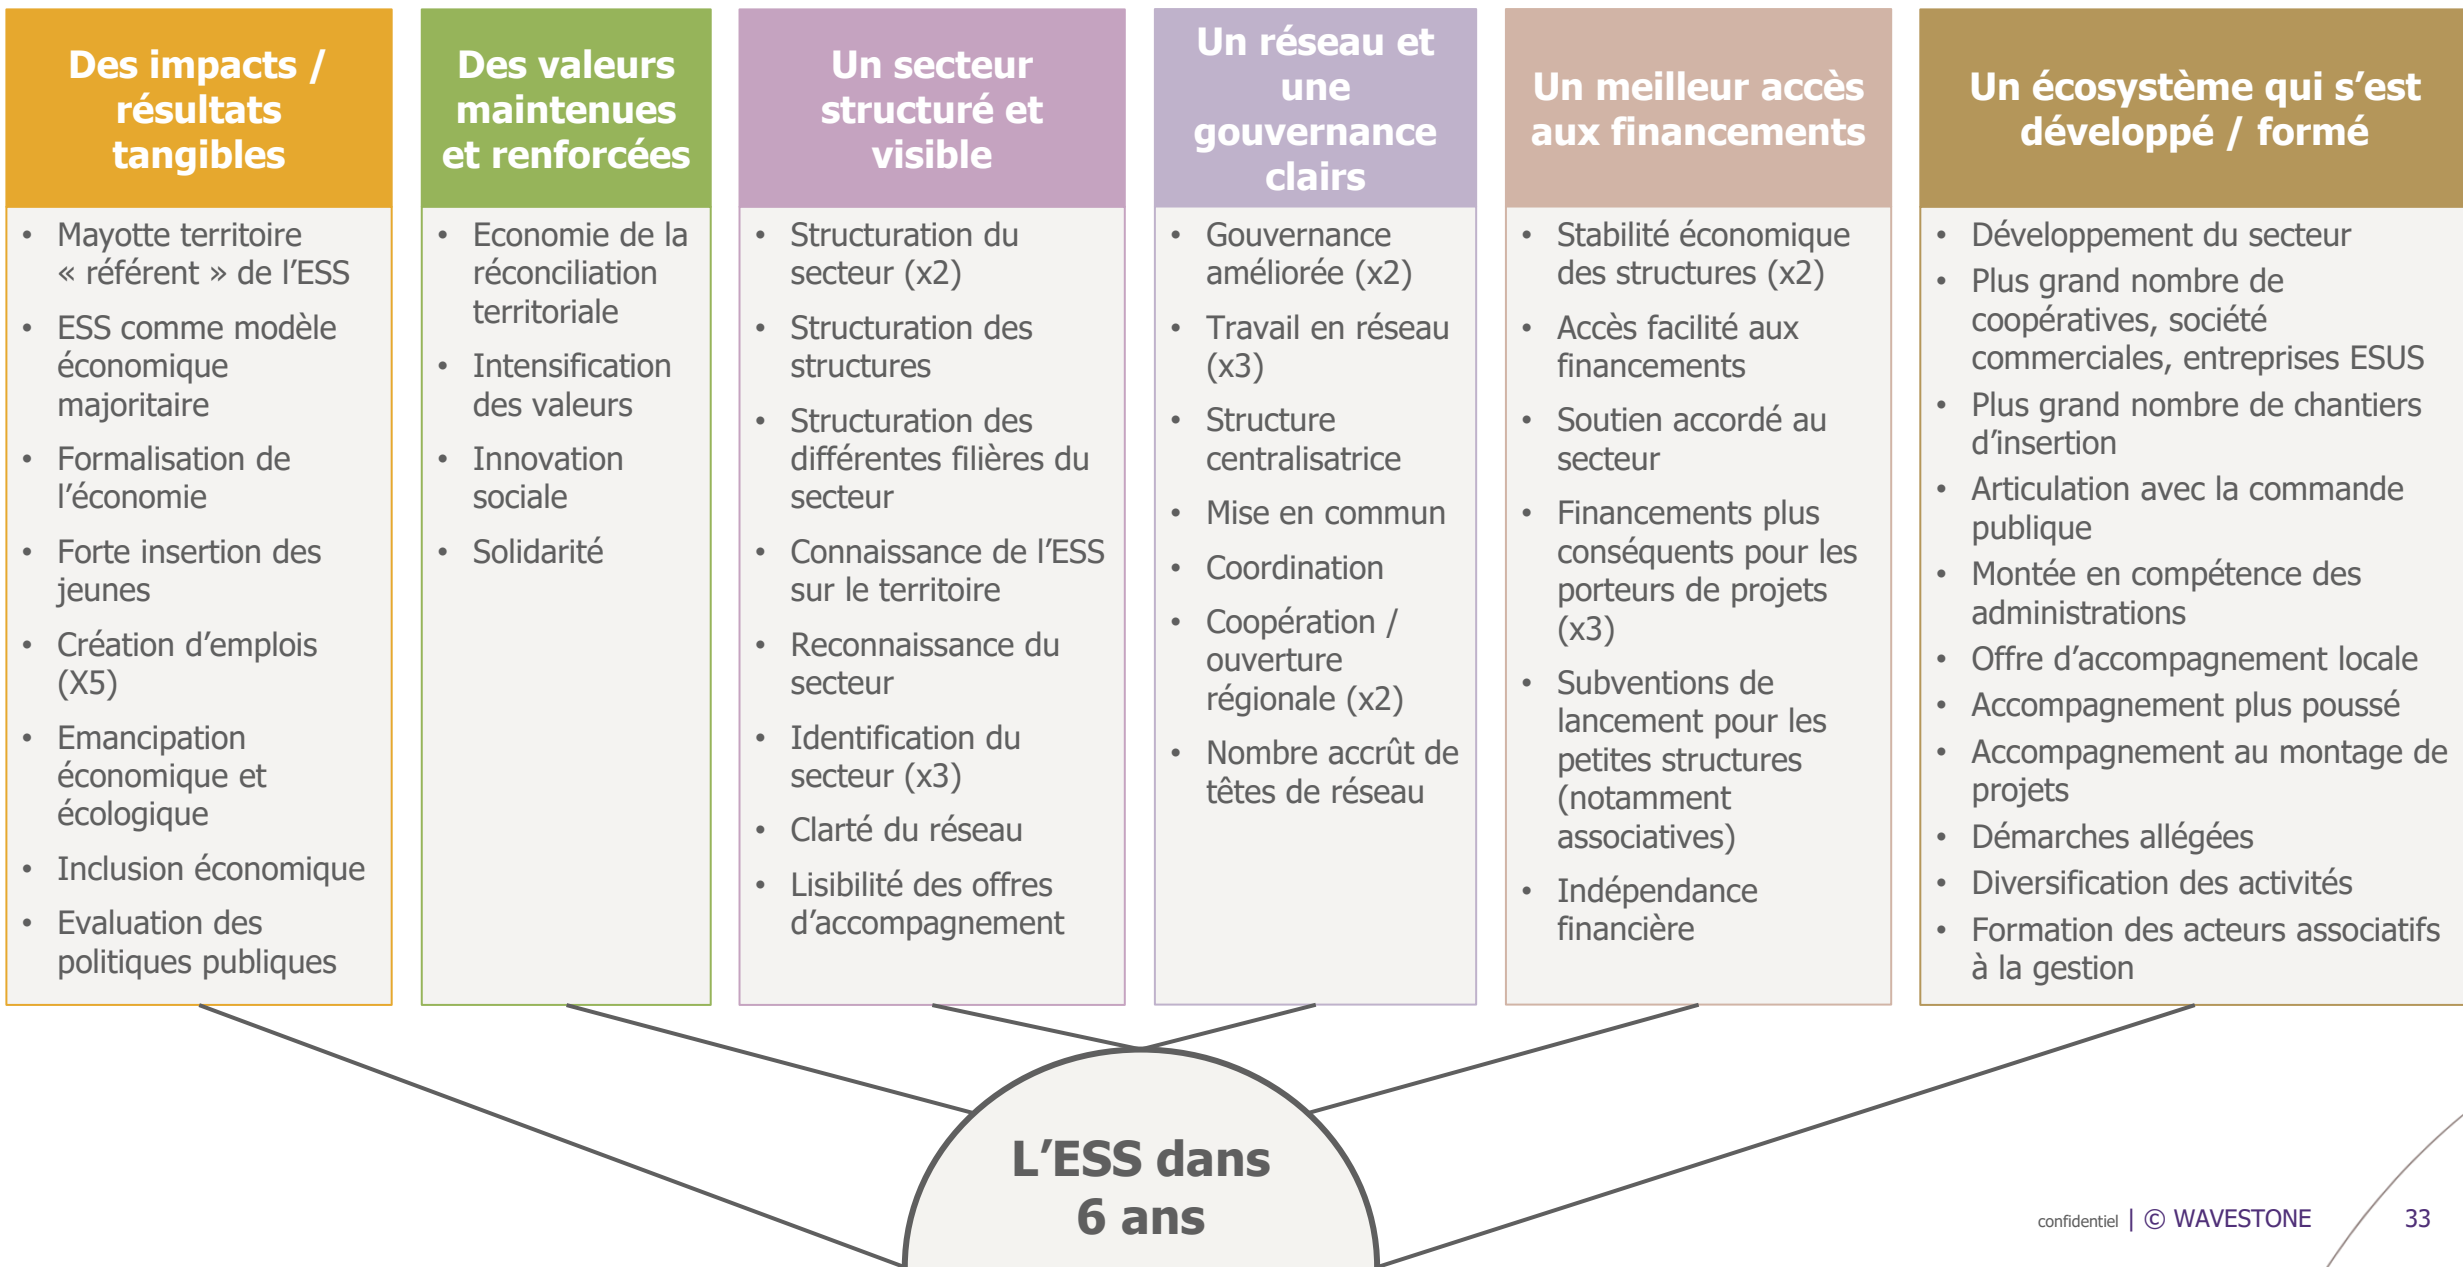 Des impacts /
résultats
tangibles
• Mayotte territoire
« référent » de l’ESS
• ESS comme modèle
économique
majoritaire
• Formalisation de
l’économie
• Forte insertion des
jeunes
• Création d’emplois
(X5)
• Emancipation
économique et
écologique
• Inclusion économique
• Evaluation des
politiques publiques
Des valeurs
maintenues
et renforcées
• Economie de la
réconciliation
territoriale
• Intensification
des valeurs
• Innovation
sociale
• Solidarité
Un secteur
structuré et
visible
• Structuration du
secteur (x2)
• Structuration des
structures
• Structuration des
différentes filières du
secteur
• Connaissance de l’ESS
sur le territoire
• Reconnaissance du
secteur
• Identification du
secteur (x3)
• Clarté du réseau
• Lisibilité des offres
d’accompagnement
Un réseau et
une
gouvernance
clairs
• Gouvernance
améliorée (x2)
• Travail en réseau
(x3)
• Structure
centralisatrice
• Mise en commun
• Coordination
• Coopération /
ouverture
régionale (x2)
• Nombre accrût de
têtes de réseau
Un meilleur accès
aux financements
• Stabilité économique
des structures (x2)
• Accès facilité aux
financements
• Soutien accordé au
secteur
• Financements plus
conséquents pour les
porteurs de projets
(x3)
• Subventions de
lancement pour les
petites structures
(notamment
associatives)
• Indépendance
financière
Un écosystème qui s’est
développé / formé
• Développement du secteur
• Plus grand nombre de
coopératives, société
commerciales, entreprises ESUS
• Plus grand nombre de chantiers
d’insertion
• Articulation avec la commande
publique
• Montée en compétence des
administrations
• Offre d’accompagnement locale
• Accompagnement plus poussé
• Accompagnement au montage de
projets
• Démarches allégées
• Diversification des activités
• Formation des acteurs associatifs
à la gestion
L’ESS dans
6 ans
confidentiel | © WAVESTONE 33